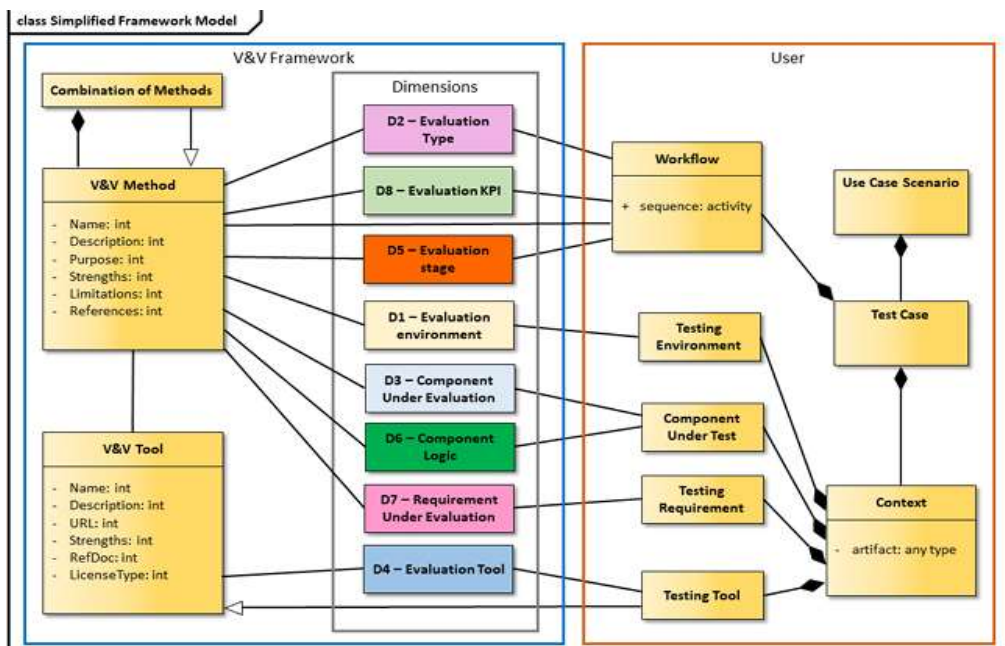 class Simplified Framework Model
V&V Framework
Combination of Methods
V&V Method
- Name: int
- Description: int
- Purpose: int
- Strengths: int
- Limitations: int
- References: int
V&V Tool
- Name: int
- Description: int
- URL: int
- Strengths: int
- RefDoc: int
- LicenseType: int
Dimensions
D2 – Evaluation
Type
D8 – Evaluation KPI
D5 – Evaluation
stage
D1 – Evaluation
environment
D3 – Component
Under Evaluation
D6 – Component
Logic
D7 – Requirement
Under Evaluation
D4 – Evaluation Tool
User
Workflow
+ sequence: activity
Use Case Scenario
Test Case
Testing
Environment
Component
Under Test
Testing
Requirement
Testing Tool
Context
- artifact: any type